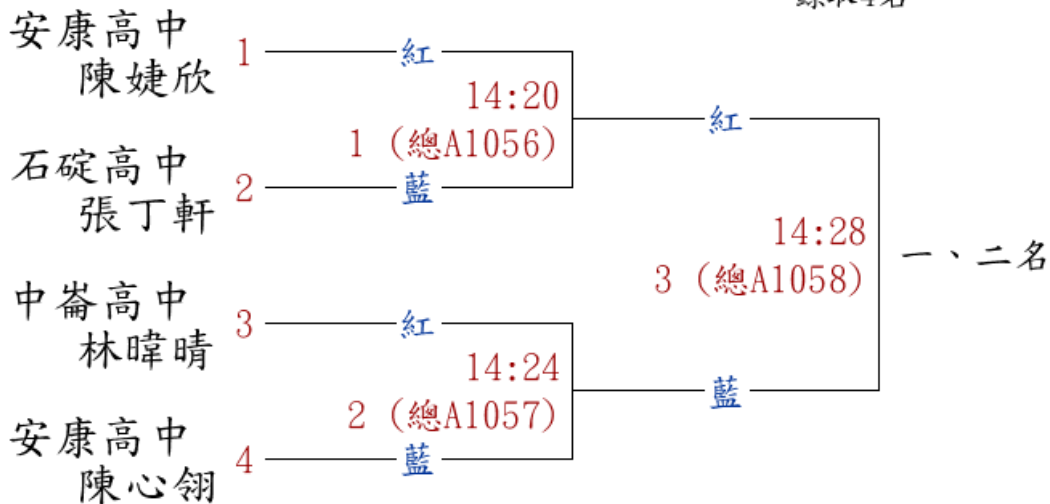 安康高中
陳婕欣
1
紅
14:20
1 (總A1056)
石碇高中
張丁軒
2
藍
紅
14:28
3 (總A1058)
一、二名
中崙高中
林暐晴
3
紅
14:24
2 (總A1057)
藍
安康高中
陳心翎
4
藍